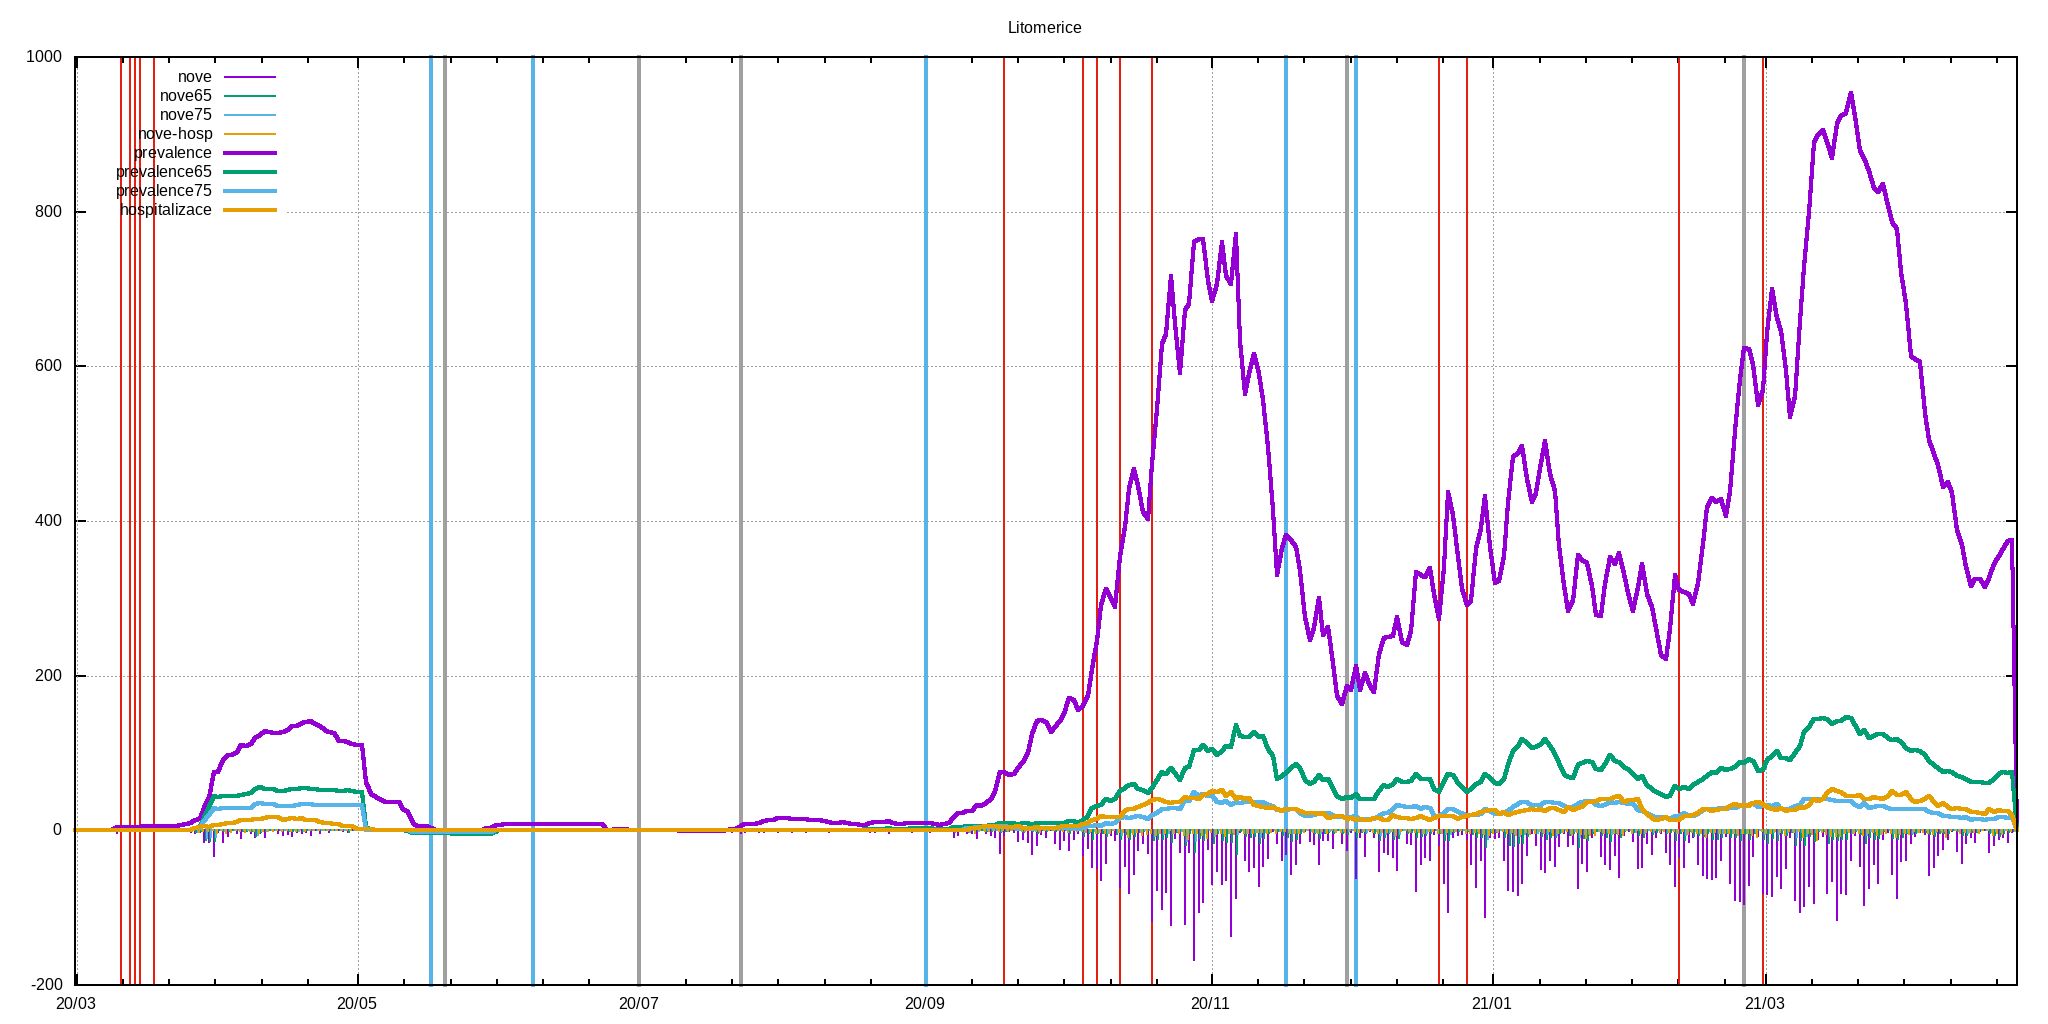 Litomerice
1000
nove
nove65
nove75
nove-hosp
prevalence
prevalence65
prevalence75
hospitalizace
800
600
400
200
0
-200
20/03 20/05 20/07 20/09 20/11 21/01 21/03